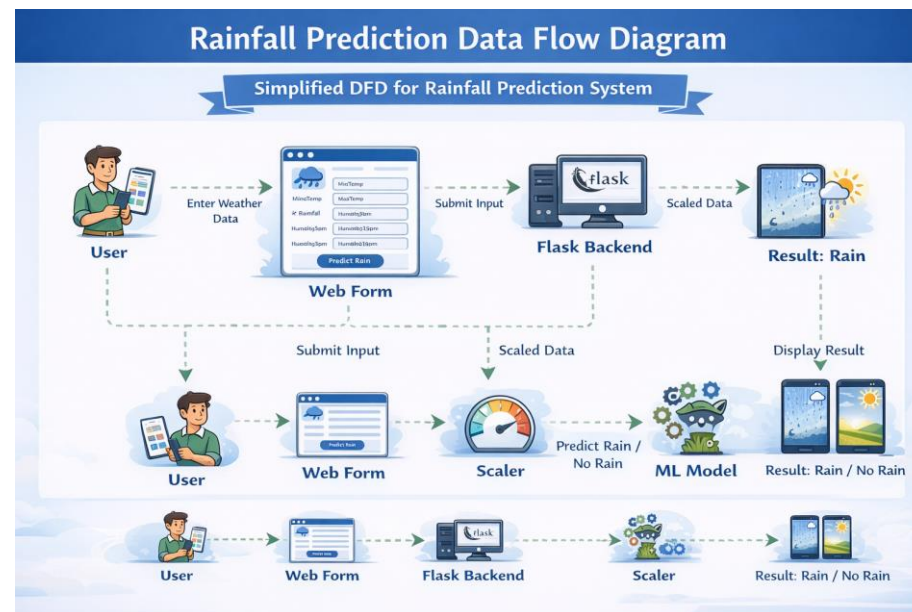 Rainfall Prediction Data Flow Diagram
Simplified DFD for Rainfall Prediction System
Enter Weather
Data
Submit Input
Scaled Data
flask
MinTemp
MinoTemp
MaxTemp
Rainfall
Predict Rain
User
Web Form
Flask Backend
Result: Rain
Submit Input
Scaled Data
Display Result
Predict Rain
Predict Rain /
No Rain
User
Web Form
Scaler
ML Model
Result: Rain / No Rain
flask
User
Web Form
Flask Backend
Scaler
Result: Rain / No Rain